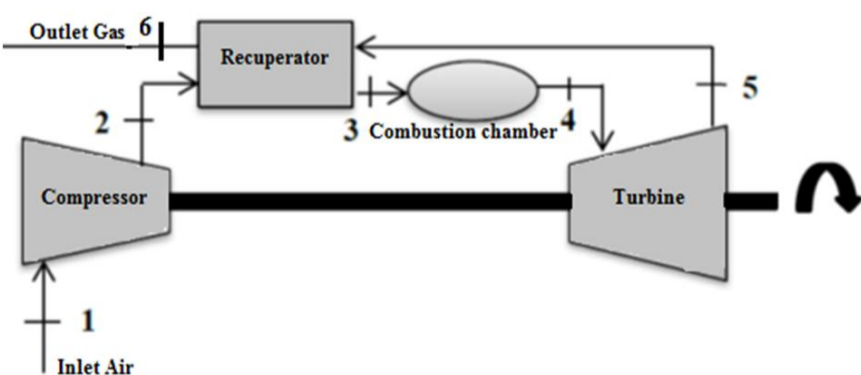 Outlet Gas 6
Recuperator
2
3
Combustion chamber
4
5
Compressor
Turbine
1
Inlet Air